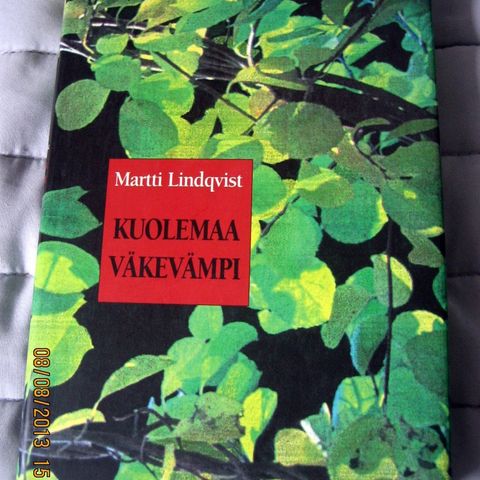 Martti Lindqvist
KUOLEMAA
VÄKEVÄMPI
08/08/2013 15